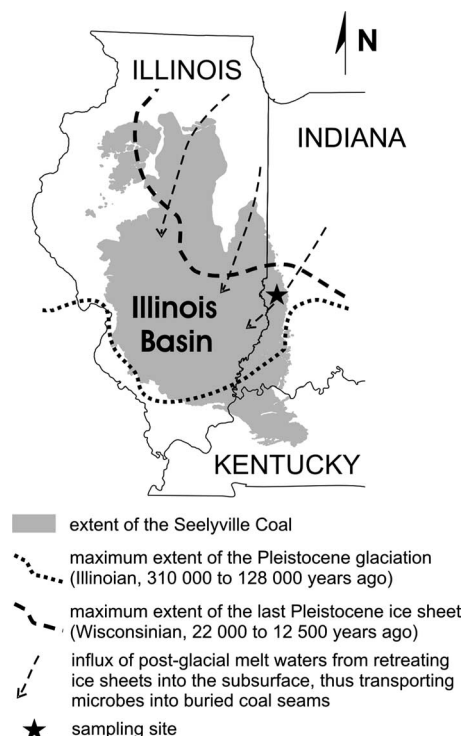 N
ILLINOIS
INDIANA
Illinois
Basin
KENTUCKY
extent of the Seelyville Coal
maximum extent of the Pleistocene glaciation
(Illinoian, 310 000 to 128 000 years ago)
maximum extent of the last Pleistocene ice sheet
(Wisconsinian, 22 000 to 12 500 years ago)
influx of post-glacial melt waters from retreating
ice sheets into the subsurface, thus transporting
microbes into buried coal seams
sampling site